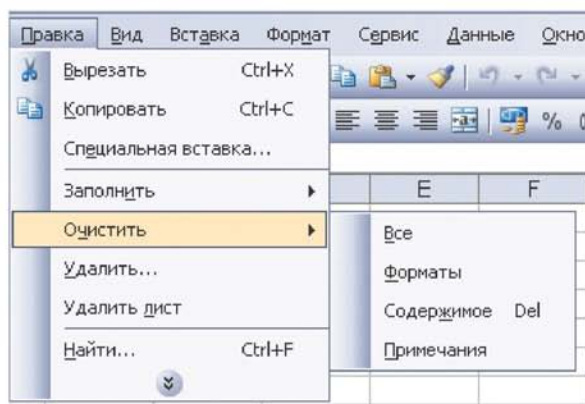 Правка Вид Вставка Формат Сервис Данные Окно
Вырезать Ctrl+X
Копировать Ctrl+C
Специальная вставка...
Заполнить
Очистить
Удалить...
Удалить лист
Найти... Ctrl+F
%
E F
Все
Форматы
Содержимое Del
Примечания